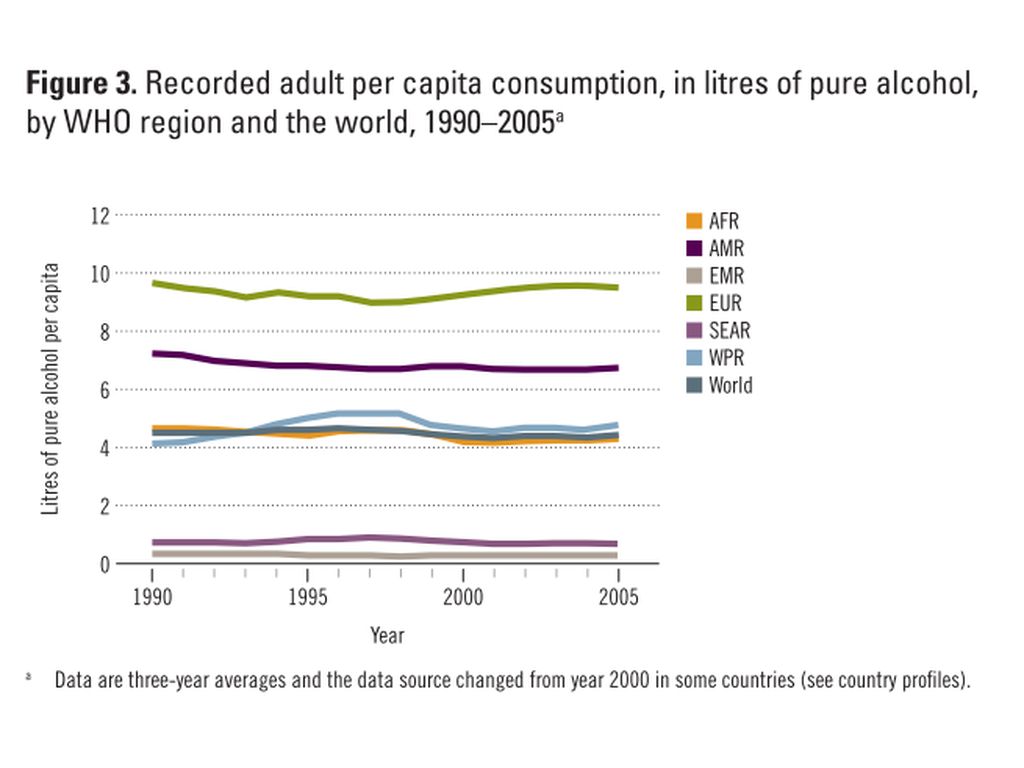 Figure 3. Recorded adult per capita consumption, in litres of pure alcohol,
by WHO region and the world, 1990–2005a
Litres of pure alcohol per capita
12
10
8
6
4
2
0
1990 1995 2000 2005
Year
AFR
AMR
EMR
EUR
SEAR
WPR
World
a Data are three-year averages and the data source changed from year 2000 in some countries (see country profiles).